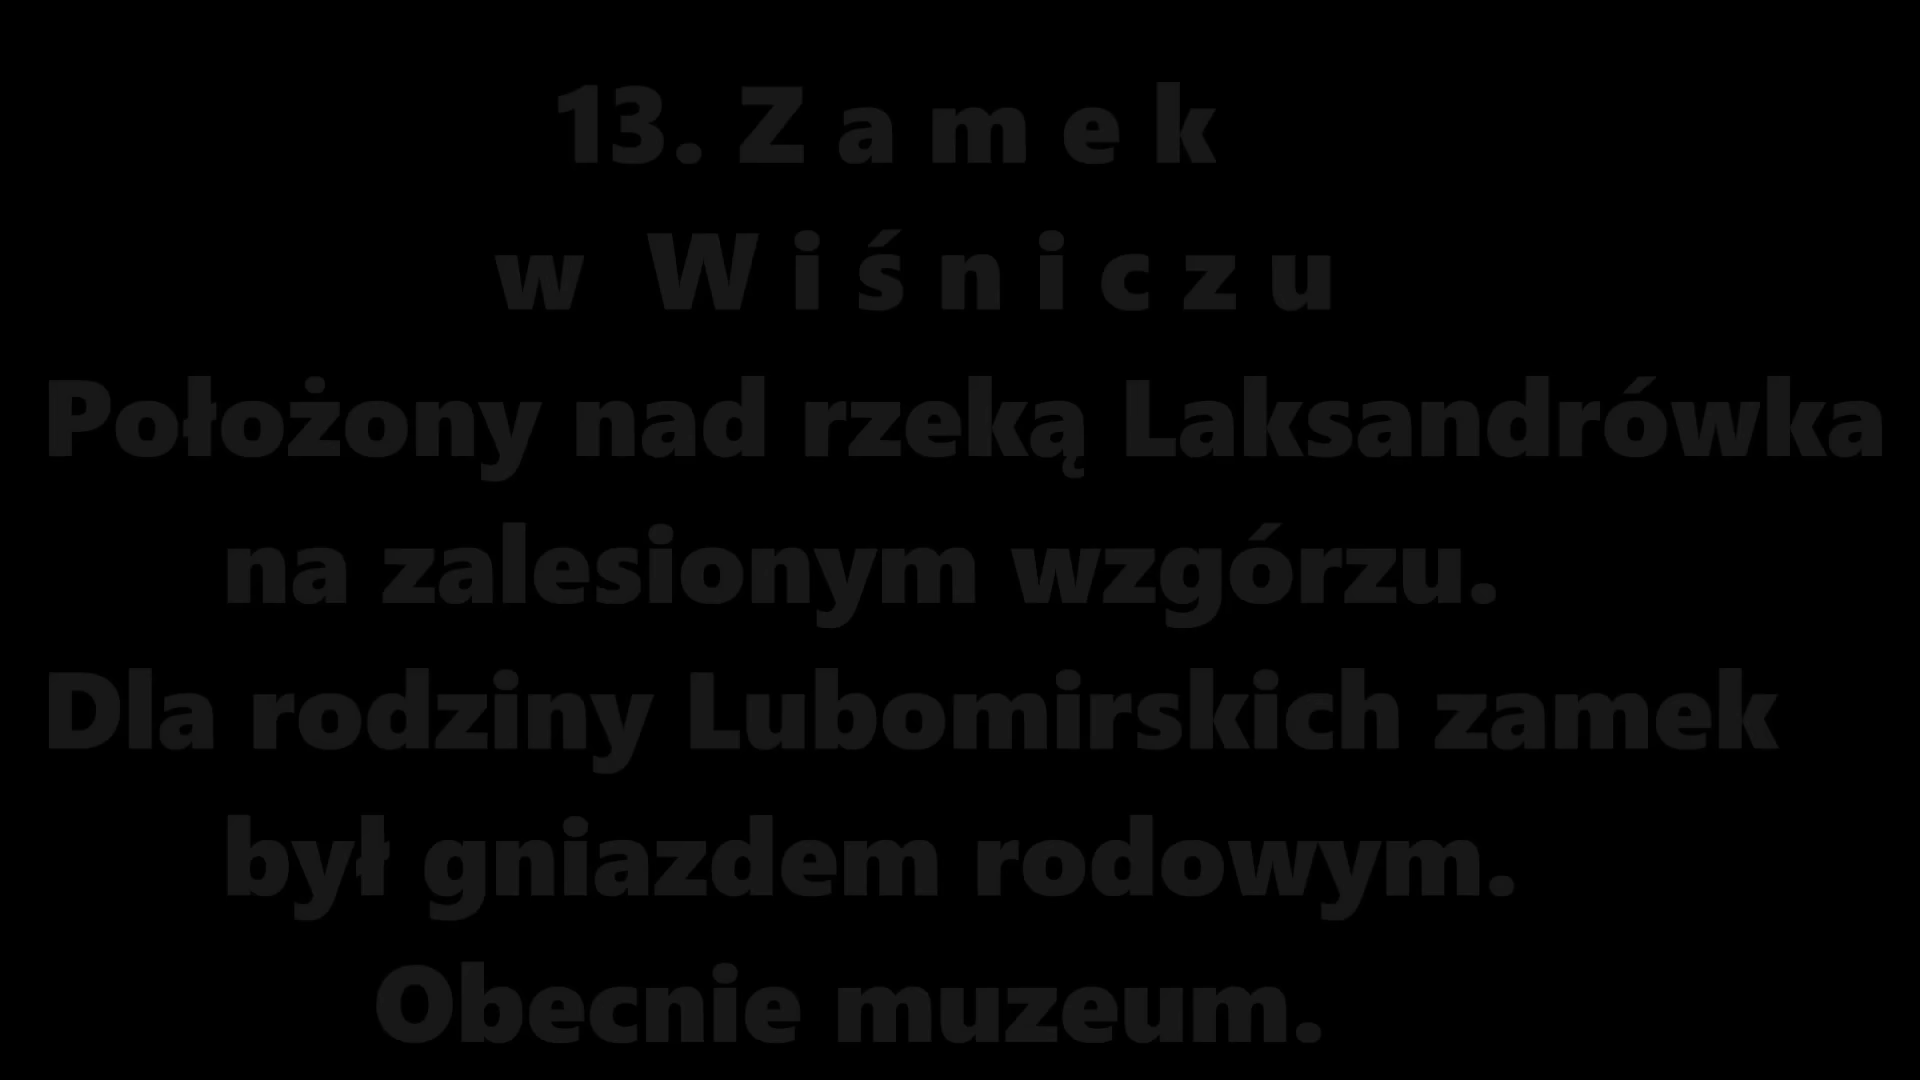 13. Z a m e k
w W i ś n i c z u
Położony nad rzeką Laksandrówka
na zalesionym wzgórzu.
Dla rodziny Lubomirskich zamek
był gniazdem rodowym.
Obecnie muzeum.